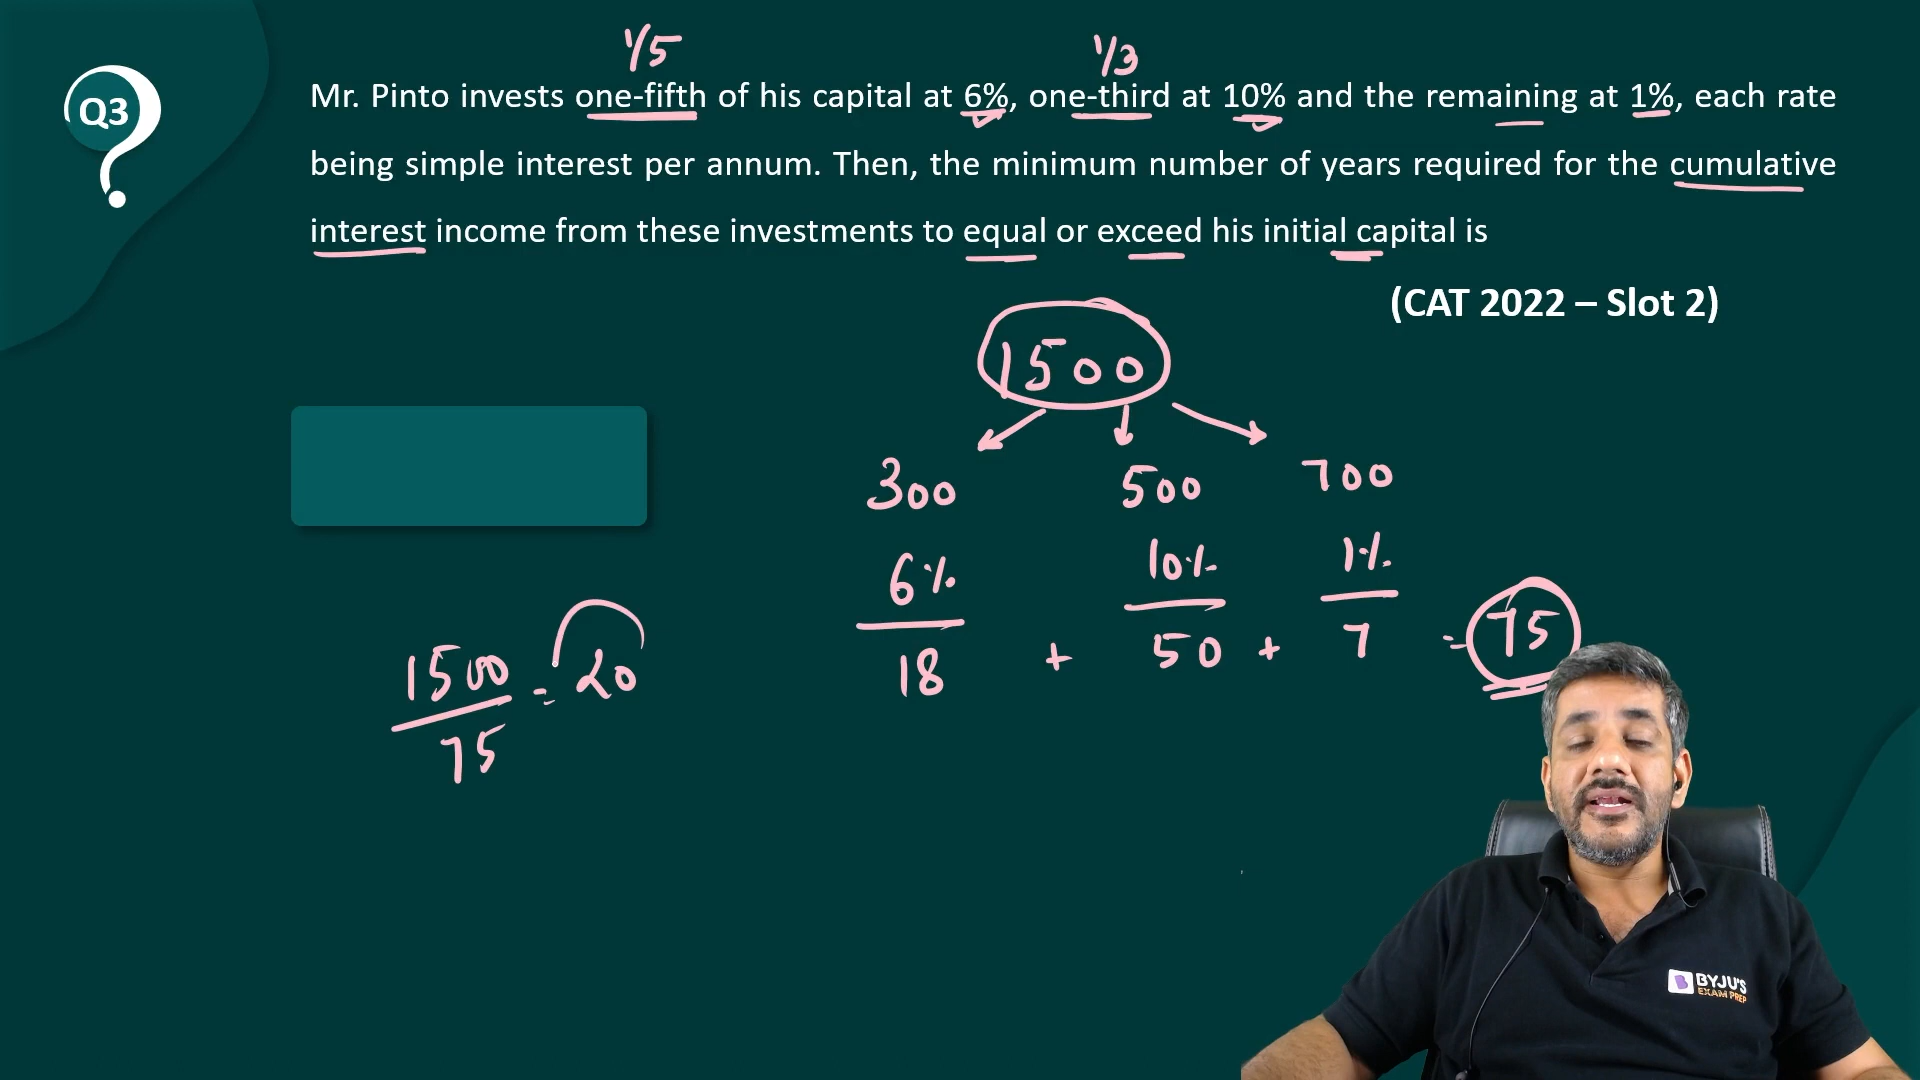 1/5 1/3
Q3
Mr. Pinto invests one-fifth of his capital at 6%, one-third at 10% and the remaining at 1%, each rate
being simple interest per annum. Then, the minimum number of years required for the cumulative
interest income from these investments to equal or exceed his initial capital is
(CAT 2022 – Slot 2)
1500
300 500 700
6% 10% 1%
18 + 50 + 7 = 75
1500 = 20
75
BYJU'S
EXAM PREP